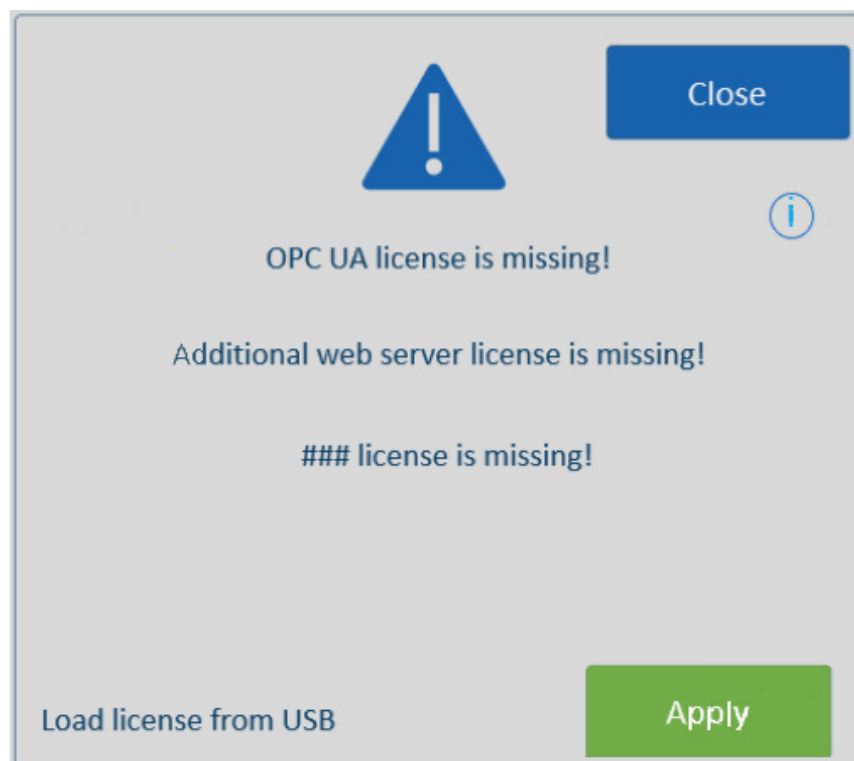 Close
OPC UA license is missing!
Additional web server license is missing!
### license is missing!
Load license from USB
Apply